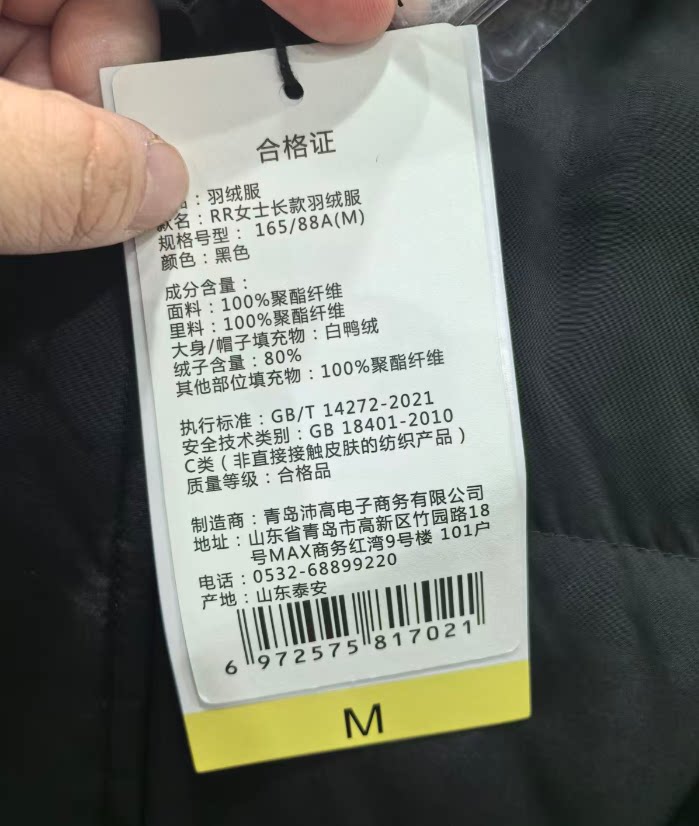 合格证
：羽绒服
款名：RR女士长款羽绒服
规格号型：165/88A(M)
颜色：黑色
成分含量：
面料：100%聚酯纤维
里料：100%聚酯纤维
大身/帽子填充物：白鸭绒
绒子含量：80%
其他部位填充物：100%聚酯纤维
执行标准：GB/T 14272-2021
安全技术类别：GB 18401-2010
C类（非直接接触皮肤的纺织产品）
质量等级：合格品
制造商：青岛沛高电子商务有限公司
地址：山东省青岛市高新区竹园路18
号MAX商务红湾9号楼 101户
电话：0532-68899220
产地：山东泰安
6 972575 817021
M